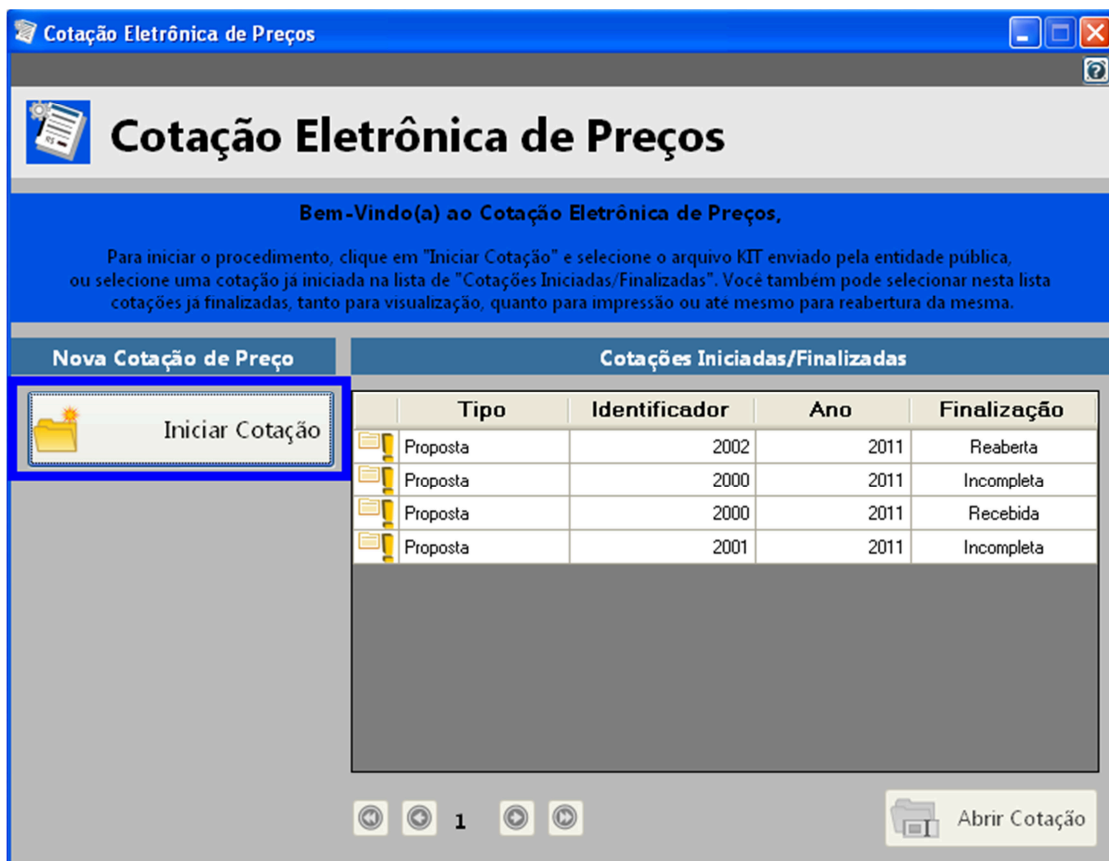 Cotação Eletrônica de Preços
Cotação Eletrônica de Preços
Bem-Vindo(a) ao Cotação Eletrônica de Preços,
Para iniciar o procedimento, clique em "Iniciar Cotação" e selecione o arquivo KIT enviado pela entidade pública,
ou selecione uma cotação já iniciada na lista de "Cotações Iniciadas/Finalizadas". Você também pode selecionar nesta lista
cotações já finalizadas, tanto para visualização, quanto para impressão ou até mesmo para reabertura da mesma.
Nova Cotação de Preço
Iniciar Cotação
Cotações Iniciadas/Finalizadas
Tipo Identificador Ano Finalização
Proposta 2002 2011 Reaberta
Proposta 2000 2011 Incompleta
Proposta 2000 2011 Recebida
Proposta 2001 2011 Incompleta
1
Abrir Cotação